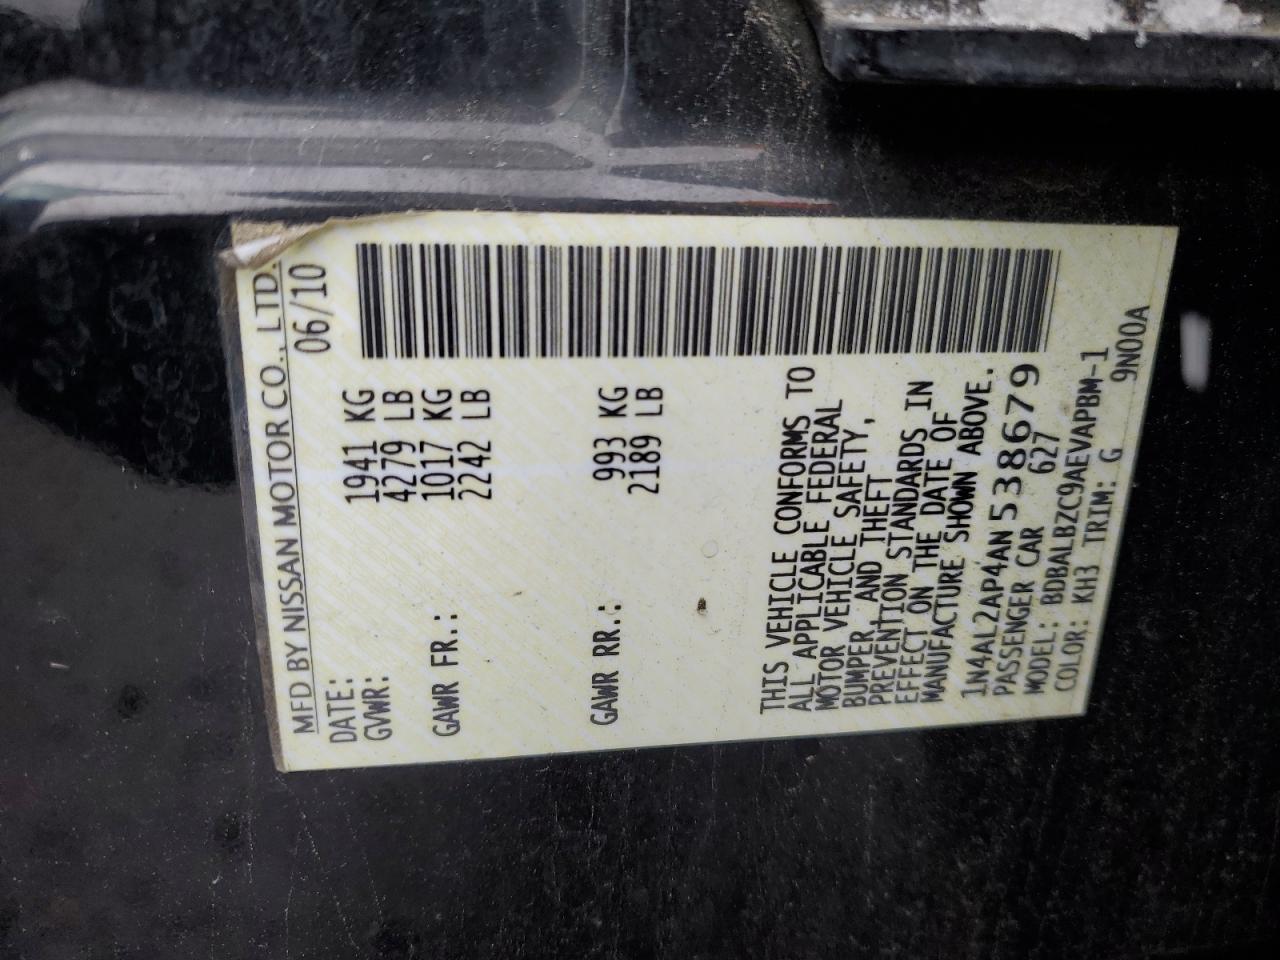 MFD BY NISSAN MOTOR CO., LTD.
DATE: 06/10
GVWR: 1941 KG
4279 LB
GAWR FR.: 1017 KG
2242 LB
GAWR RR.: 993 KG
2189 LB
THIS VEHICLE CONFORMS TO
ALL APPLICABLE FEDERAL
MOTOR VEHICLE SAFETY,
BUMPER, AND THEFT
PREVENTION STANDARDS IN
EFFECT ON THE DATE OF
MANUFACTURE SHOWN ABOVE.
1N4AL2AP4AN538679
PASSENGER CAR 627
MODEL: BDBALBZC9AEVAPBM-1
COLOR: KH3 TRIM: G 9N00A